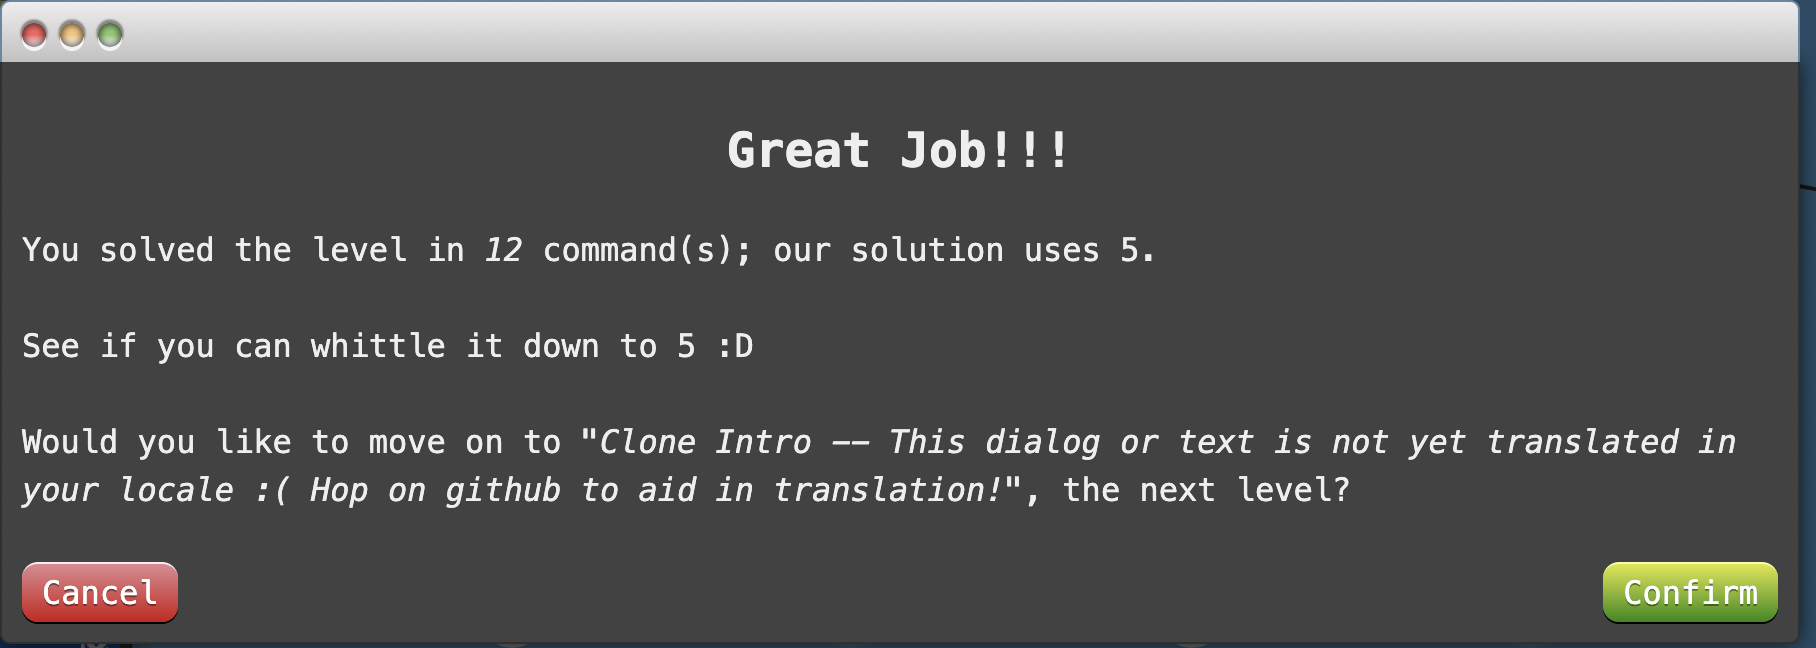 Great Job!!!
You solved the level in 12 command(s); our solution uses 5.
See if you can whittle it down to 5 :D
Would you like to move on to "Clone Intro -- This dialog or text is not yet translated in
your locale :( Hop on github to aid in translation!", the next level?
Cancel
Confirm